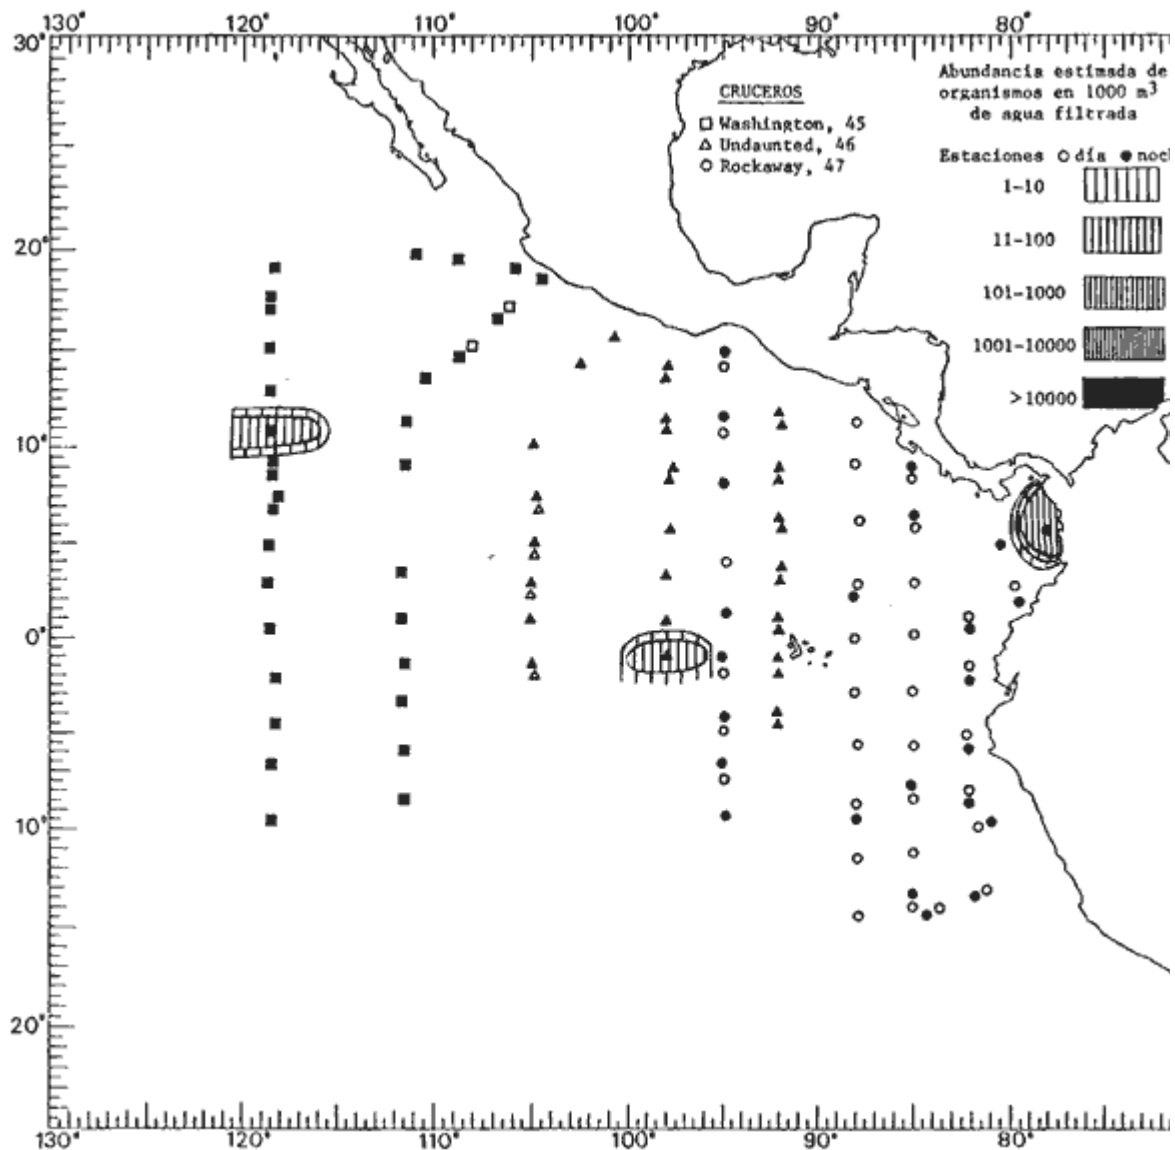 130° 120° 110° 100° 90° 80°
30°
20°
10°
0°
10°
20°
130° 120° 110° 100° 90° 80°
CRUCEROS
□ Washington, 45
△ Undaunted, 46
○ Rockaway, 47
Abundancia estimada de
organismos en 1000 m³
de agua filtrada
Estaciones ○ día ● noch
1-10
11-100
101-1000
1001-10000
>10000